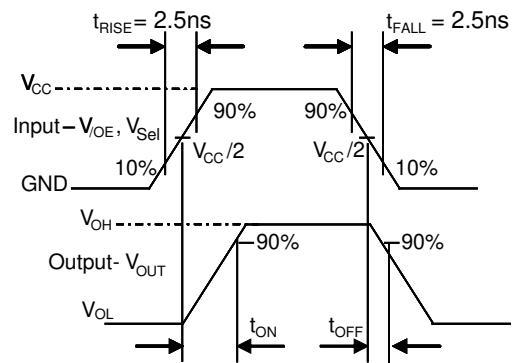 tRISE = 2.5ns
tFALL = 2.5ns
VCC
90%
90%
Input– V/OE, VSel
VCC/2
VCC/2
10%
10%
GND
VOH
90%
90%
Output- VOUT
VOL
tON
tOFF